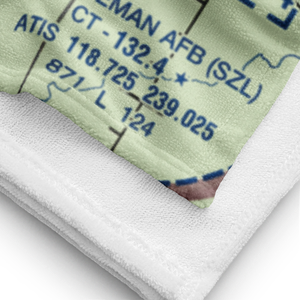 EMAN AFB (SZL)
CT - 132.4 ★
ATIS 118.725 239.025
871 L 124